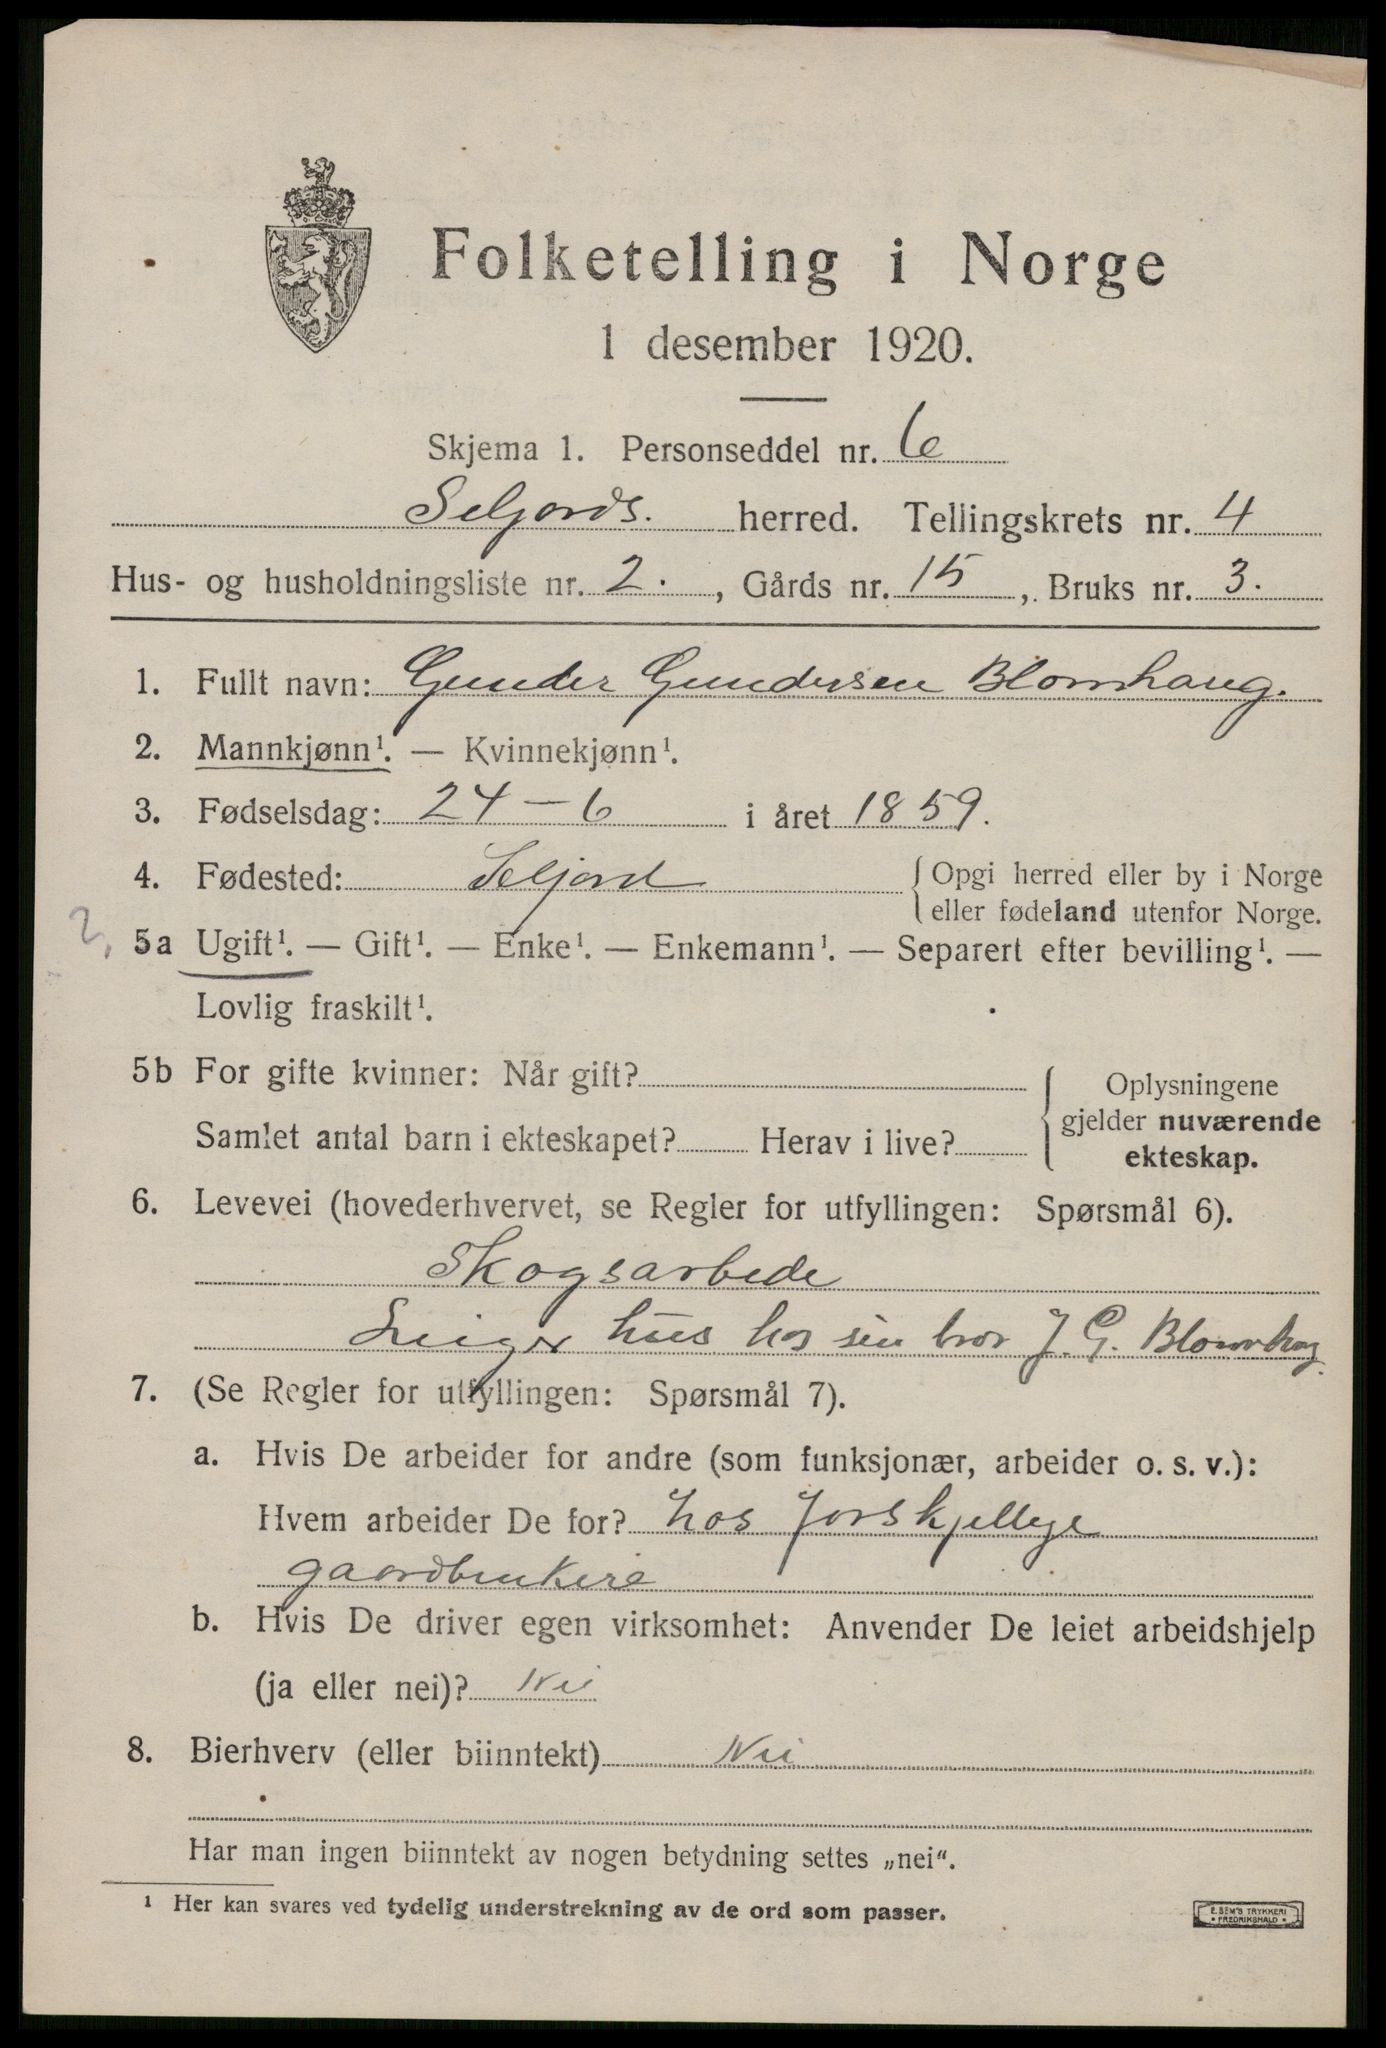 Folketelling i Norge
1 desember 1920.
Skjema 1. Personseddel nr. 6
Seljords. herred. Tellingskrets nr. 4
Hus- og husholdningsliste nr. 2. , Gårds nr. 15 , Bruks nr. 3.
1. Fullt navn: Gunder Gundersen Blomhaug.
2. Mannkjønn¹. — Kvinnekjønn¹.
3. Fødselsdag: 24 – 6 i året 1859.
4. Fødested: Seljord { Opgi herred eller by i Norge
eller fødeland utenfor Norge.
2,
5a Ugift¹. — Gift¹. — Enke¹. — Enkemann¹. — Separert efter bevilling¹. —
Lovlig fraskilt¹.
5b For gifte kvinner: Når gift? { Oplysningene
gjelder nuværende
Samlet antal barn i ekteskapet? Herav i live? ekteskap.
6. Levevei (hovederhvervet, se Regler for utfyllingen: Spørsmål 6).
Skogsarbede
Leiger hus hos sin bror J. G. Blomhaug.
7. (Se Regler for utfyllingen: Spørsmål 7).
a. Hvis De arbeider for andre (som funksjonær, arbeider o. s. v.):
Hvem arbeider De for? hos forskjellige
gaardbrukere
b. Hvis De driver egen virksomhet: Anvender De leiet arbeidshjelp
(ja eller nei)? Nei
8. Bierhverv (eller biinntekt) Nei
Har man ingen biinntekt av nogen betydning settes „nei".
¹ Her kan svares ved tydelig understrekning av de ord som passer.
E. SEM'S TRYKKERI
• FREDRIKSHALD •